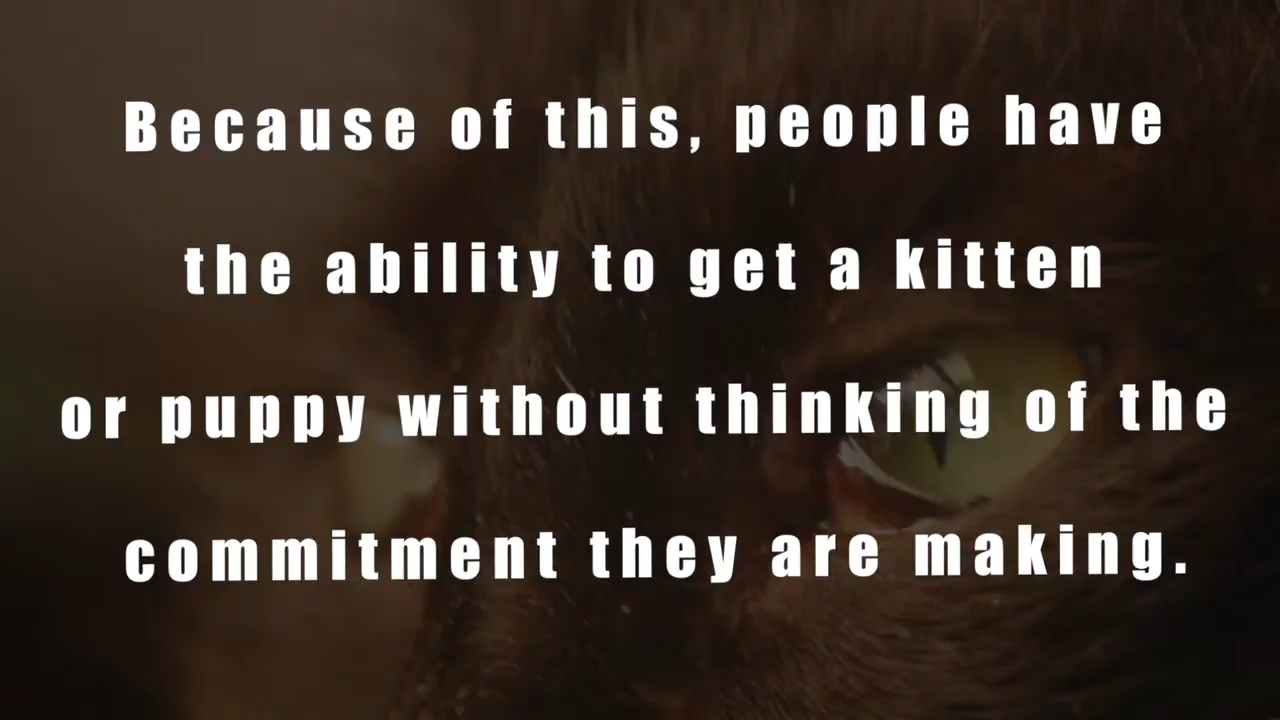 Because of this, people have
the ability to get a kitten
or puppy without thinking of the
commitment they are making.